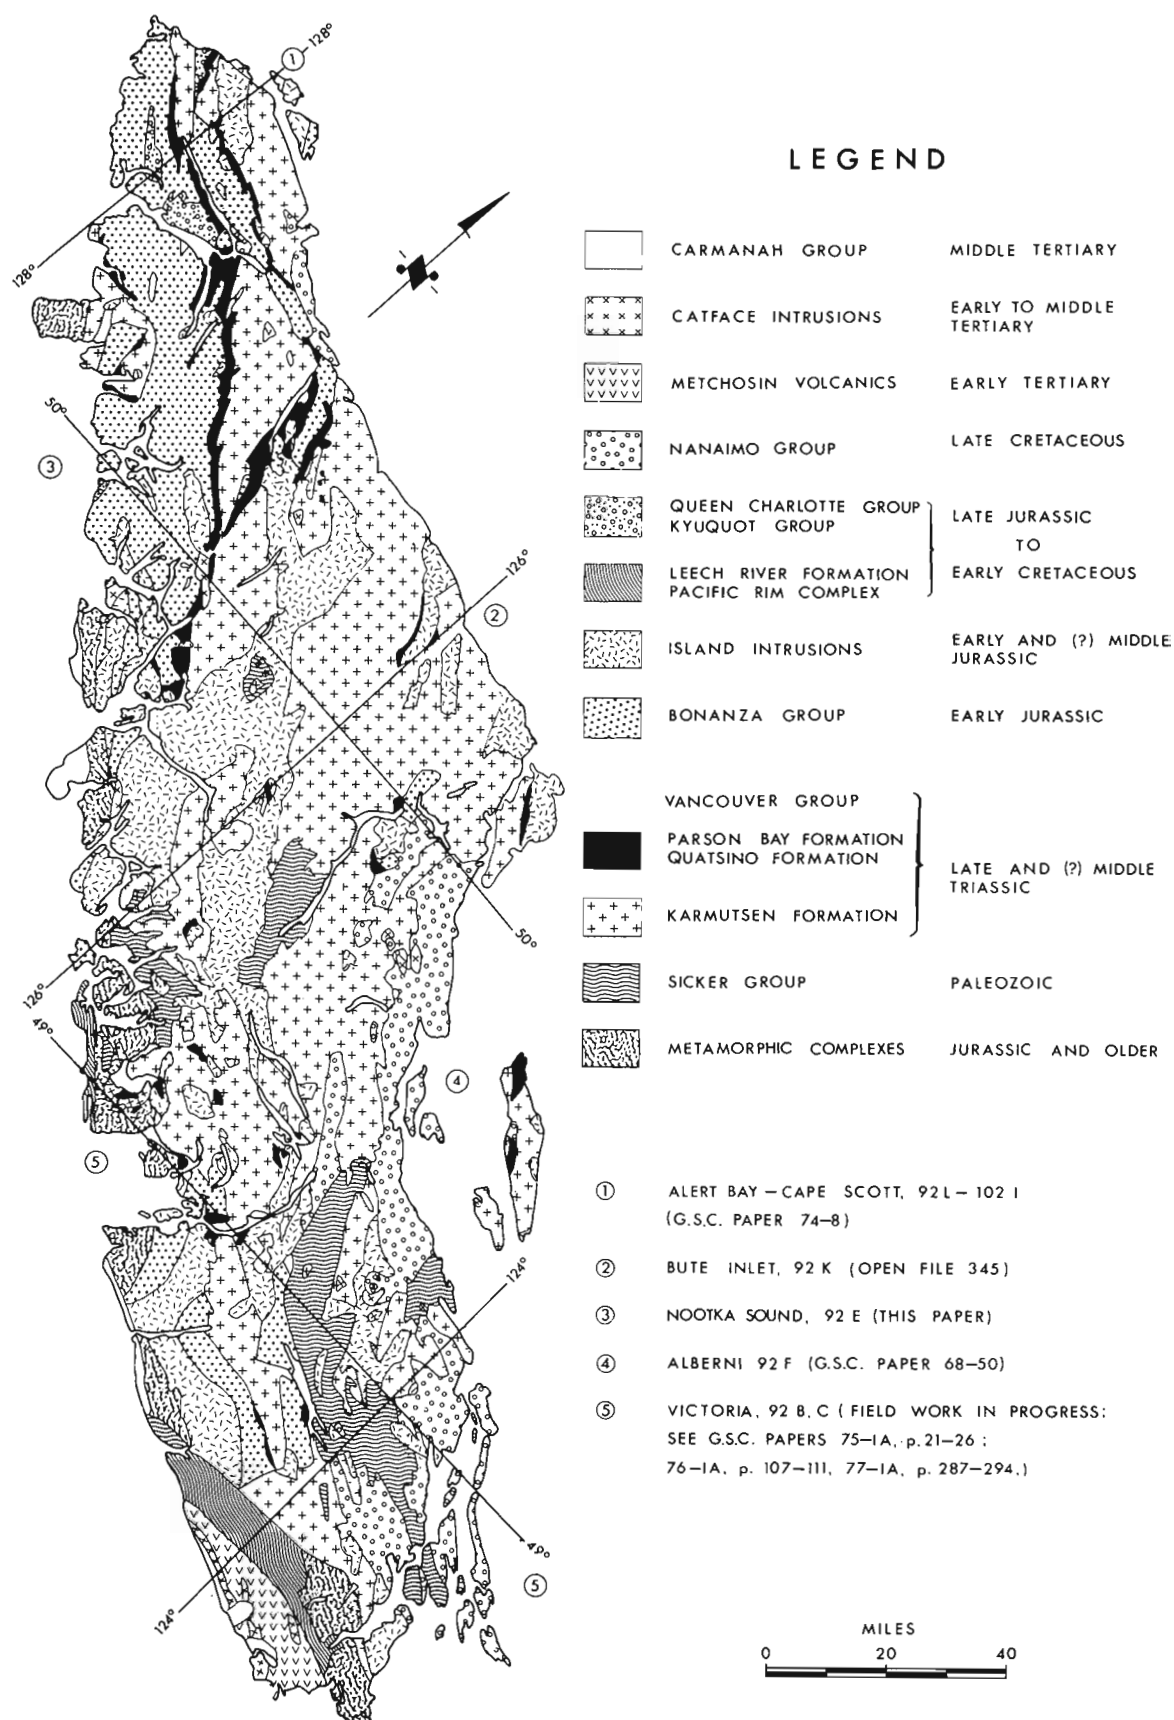 LEGEND
CARMANAH GROUP MIDDLE TERTIARY
CATFACE INTRUSIONS EARLY TO MIDDLE
TERTIARY
METCHOSIN VOLCANICS EARLY TERTIARY
NANAIMO GROUP LATE CRETACEOUS
QUEEN CHARLOTTE GROUP
KYUQUOT GROUP
LATE JURASSIC
TO
EARLY CRETACEOUS
LEECH RIVER FORMATION
PACIFIC RIM COMPLEX
ISLAND INTRUSIONS EARLY AND (?) MIDDLE
JURASSIC
BONANZA GROUP EARLY JURASSIC
VANCOUVER GROUP
PARSON BAY FORMATION
QUATSINO FORMATION
LATE AND (?) MIDDLE
TRIASSIC
KARMUTSEN FORMATION
SICKER GROUP PALEOZOIC
METAMORPHIC COMPLEXES JURASSIC AND OLDER
① ALERT BAY – CAPE SCOTT, 92 L – 102 I
(G.S.C. PAPER 74–8)
② BUTE INLET, 92 K (OPEN FILE 345)
③ NOOTKA SOUND, 92 E (THIS PAPER)
④ ALBERNI 92 F (G.S.C. PAPER 68–50)
⑤ VICTORIA, 92 B, C ( FIELD WORK IN PROGRESS:
SEE G.S.C. PAPERS 75–1A, p. 21–26 ;
76–1A, p. 107–111, 77–1A, p. 287–294.)
MILES
0 20 40
① 128°
128°
50°
③
126°
②
50°
126°
49°
④
⑤
124°
49°
⑤
124°